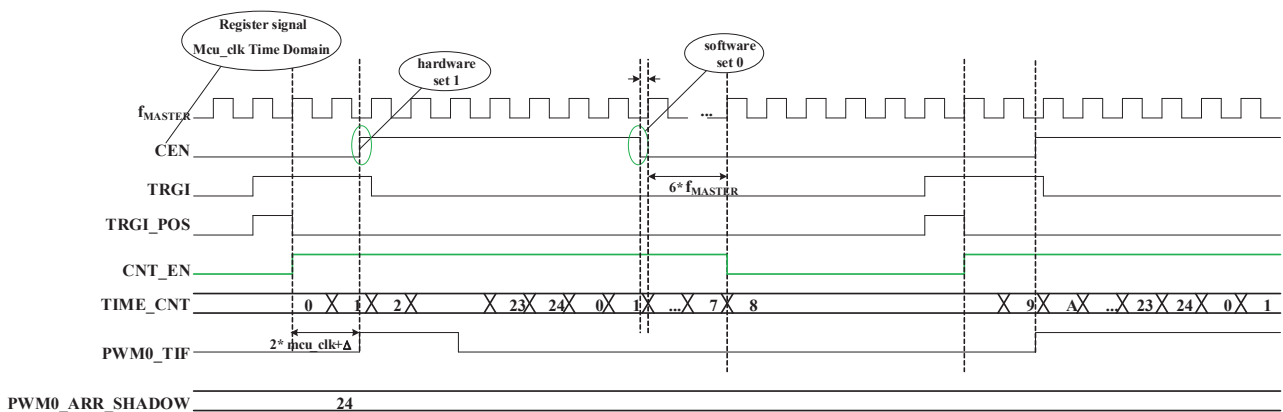 Register signal
Mcu_clk Time Domain
hardware
set 1
software
set 0
fMASTER
...
CEN
TRGI
6* fMASTER
TRGI_POS
CNT_EN
TIME_CNT 0 1 2 23 24 0 1 ... 7 8 9 A ... 23 24 0 1
2* mcu_clk+Δ
PWM0_TIF
PWM0_ARR_SHADOW 24